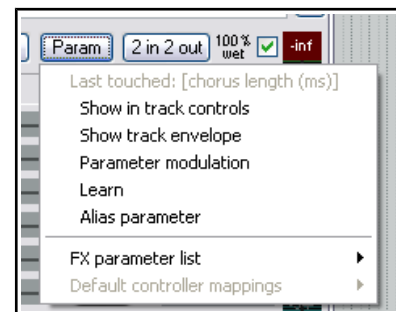 Param 2 in 2 out 100% wet -inf
Last touched: [chorus length (ms)]
Show in track controls
Show track envelope
Parameter modulation
Learn
Alias parameter
FX parameter list
Default controller mappings